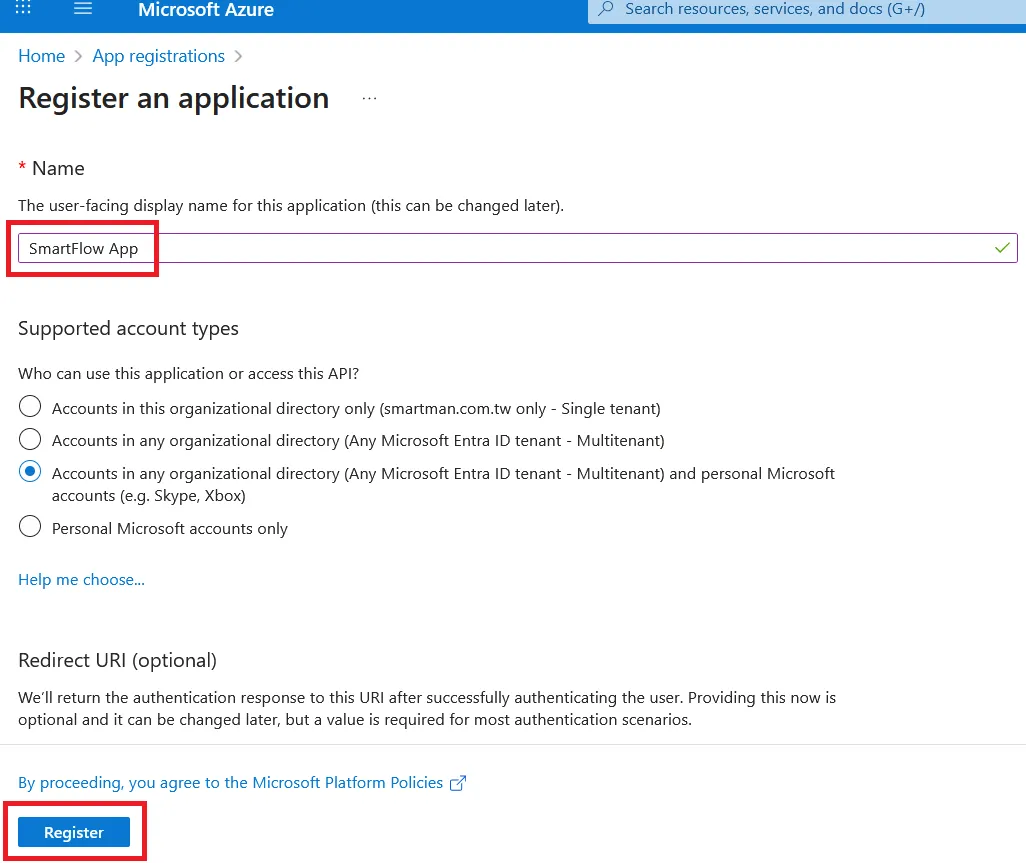 Microsoft Azure
Search resources, services, and docs (G+/)
Home > App registrations >
Register an application ...
* Name
The user-facing display name for this application (this can be changed later).
SmartFlow App
Supported account types
Who can use this application or access this API?
Accounts in this organizational directory only (smartman.com.tw only - Single tenant)
Accounts in any organizational directory (Any Microsoft Entra ID tenant - Multitenant)
Accounts in any organizational directory (Any Microsoft Entra ID tenant - Multitenant) and personal Microsoft
accounts (e.g. Skype, Xbox)
Personal Microsoft accounts only
Help me choose...
Redirect URI (optional)
We'll return the authentication response to this URI after successfully authenticating the user. Providing this now is
optional and it can be changed later, but a value is required for most authentication scenarios.
By proceeding, you agree to the Microsoft Platform Policies
Register